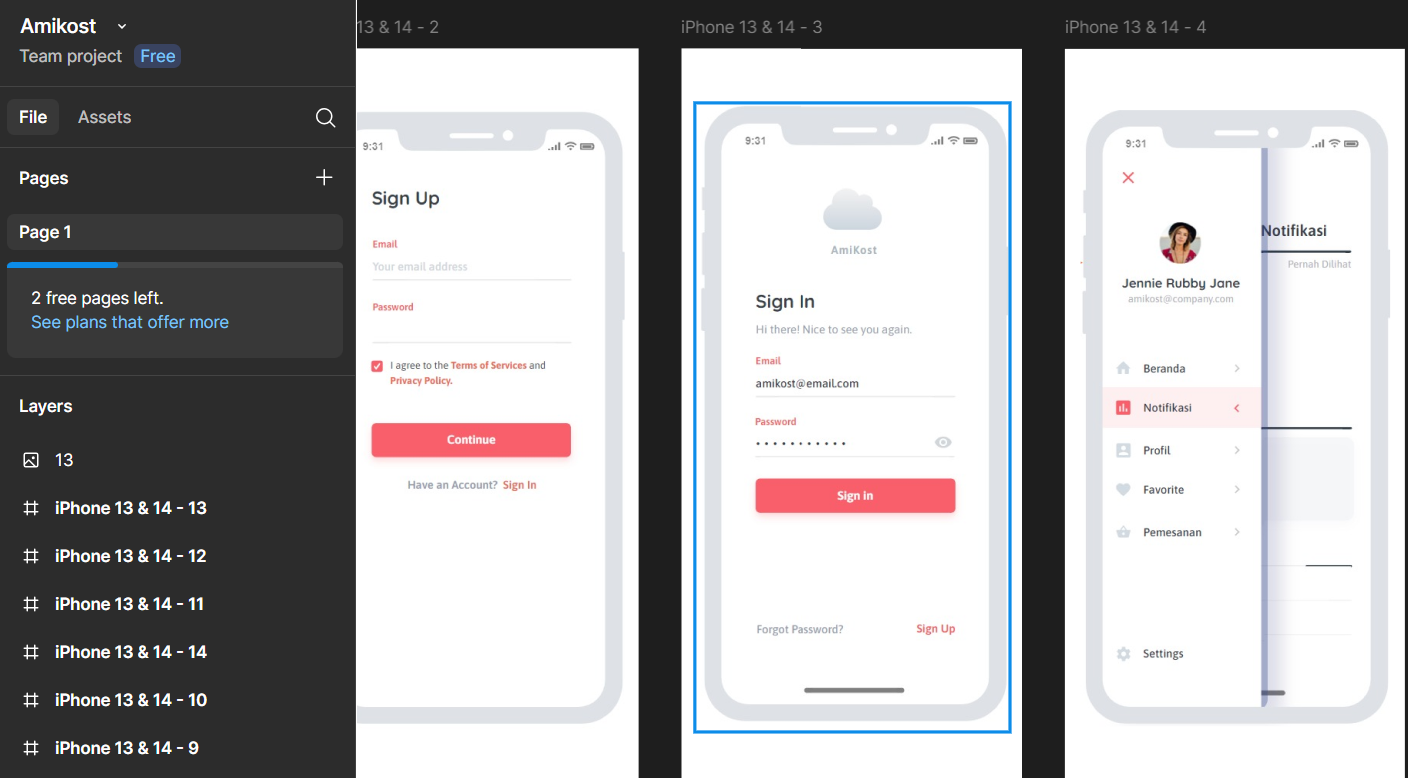 Amikost
Team project Free
File Assets
Pages
Page 1
2 free pages left.
See plans that offer more
Layers
13
iPhone 13 & 14 - 13
iPhone 13 & 14 - 12
iPhone 13 & 14 - 11
iPhone 13 & 14 - 14
iPhone 13 & 14 - 10
iPhone 13 & 14 - 9
13 & 14 - 2
9:31
Sign Up
Email
Your email address
Password
I agree to the Terms of Services and
Privacy Policy.
Continue
Have an Account? Sign In
iPhone 13 & 14 - 3
9:31
AmiKost
Sign In
Hi there! Nice to see you again.
Email
amikost@email.com
Password
Sign in
Forgot Password? Sign Up
iPhone 13 & 14 - 4
9:31
Jennie Rubby Jane
amikost@company.com
Beranda
Notifikasi
Profil
Favorite
Pemesanan
Settings
Notifikasi
Pernah Dilihat